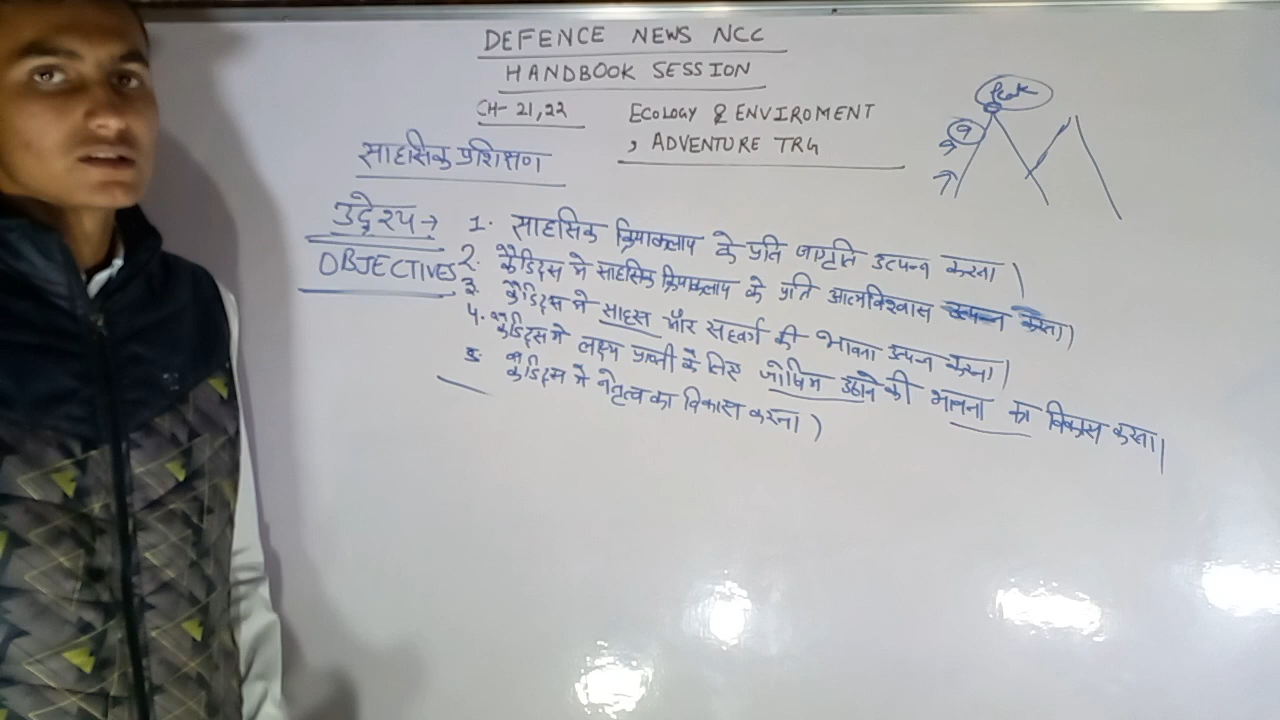 DEFENCE NEWS NCC
HANDBOOK SESSION
CH- 21,22 ECOLOGY & ENVIROMENT
, ADVENTURE TRG
Peak
साहसिक प्रशिक्षण
उद्देश्य→
OBJECTIVES
1. साहसिक क्रियाकलाप के प्रति जागृति उत्पन्न करना।
2. कैडिट्स मे साहसिक क्रियाकलाप के प्रति आत्मविश्वास उत्पन्न करना।
3. कैडिट्स मे साहस और सहकर्ग की भावना उत्पन्न करना।
4. कैडिट्स मे लक्ष्य प्राप्ती के लिए जोखिम उठाने की भावना का विकास करना।
5. कैडिट्स मे नेतृत्व का विकास करना।